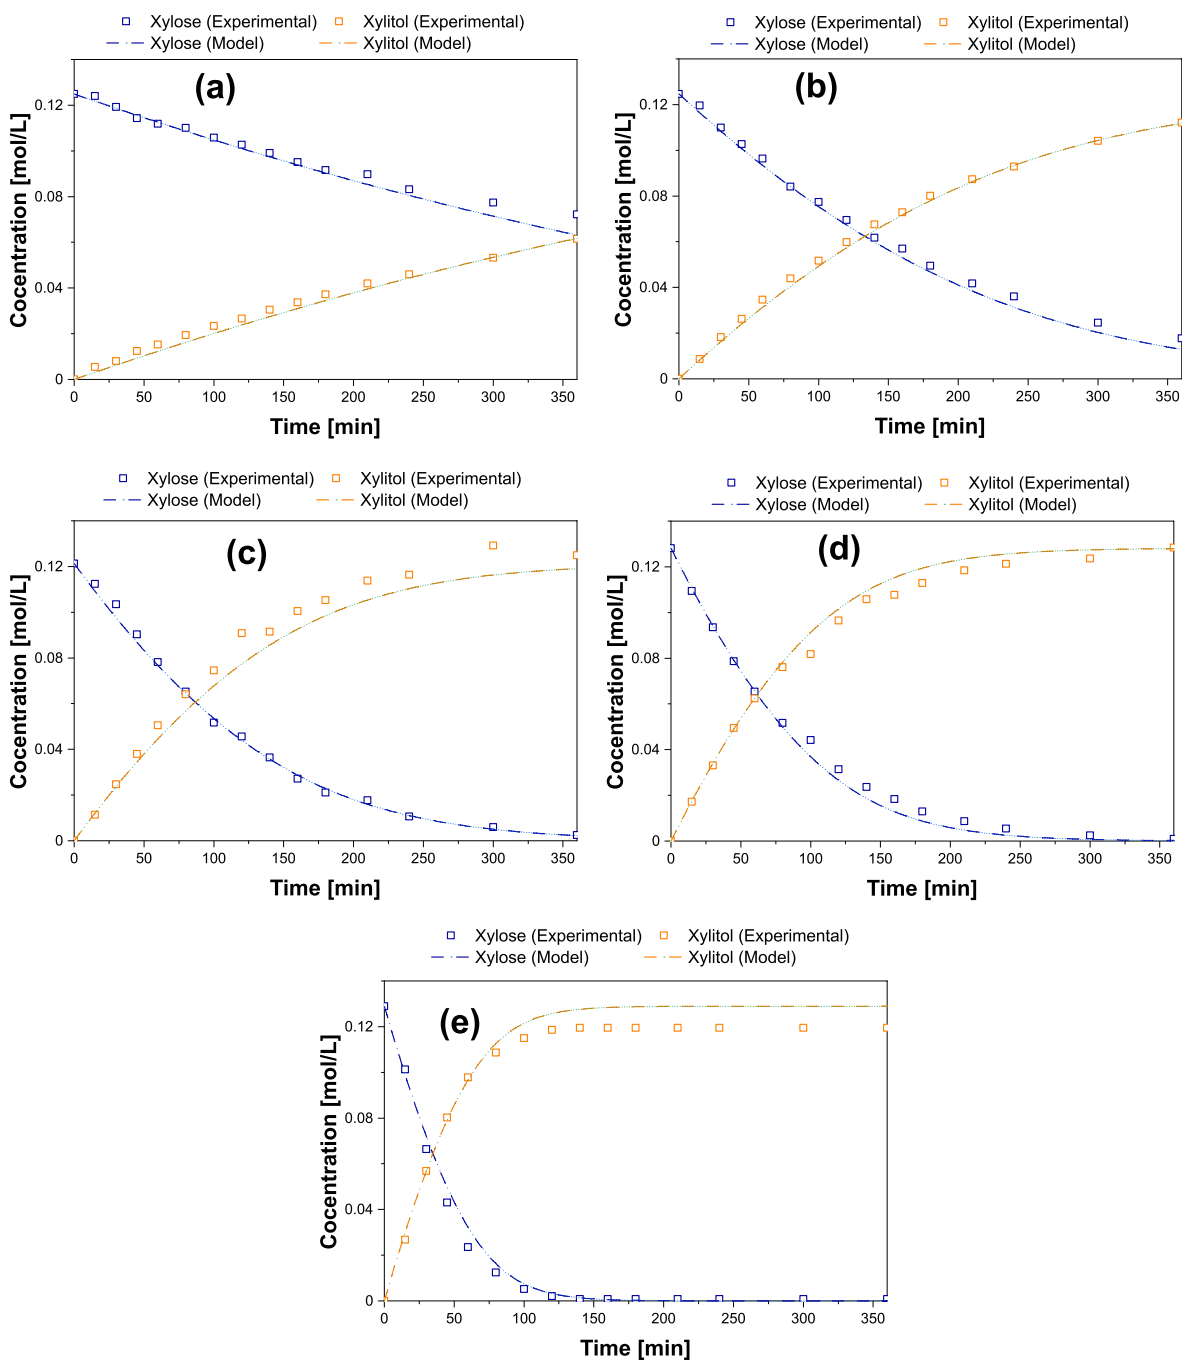 Xylose (Experimental) Xylitol (Experimental)
Xylose (Model) Xylitol (Model)
(a)
Cocentration [mol/L]
0.12
0.08
0.04
0
0 50 100 150 200 250 300 350
Time [min]
Xylose (Experimental) Xylitol (Experimental)
Xylose (Model) Xylitol (Model)
(b)
Cocentration [mol/L]
0.12
0.08
0.04
0
0 50 100 150 200 250 300 350
Time [min]
Xylose (Experimental) Xylitol (Experimental)
Xylose (Model) Xylitol (Model)
(c)
Cocentration [mol/L]
0.12
0.08
0.04
0
0 50 100 150 200 250 300 350
Time [min]
Xylose (Experimental) Xylitol (Experimental)
Xylose (Model) Xylitol (Model)
(d)
Cocentration [mol/L]
0.12
0.08
0.04
0
0 50 100 150 200 250 300 350
Time [min]
Xylose (Experimental) Xylitol (Experimental)
Xylose (Model) Xylitol (Model)
(e)
Cocentration [mol/L]
0.12
0.08
0.04
0
0 50 100 150 200 250 300 350
Time [min]